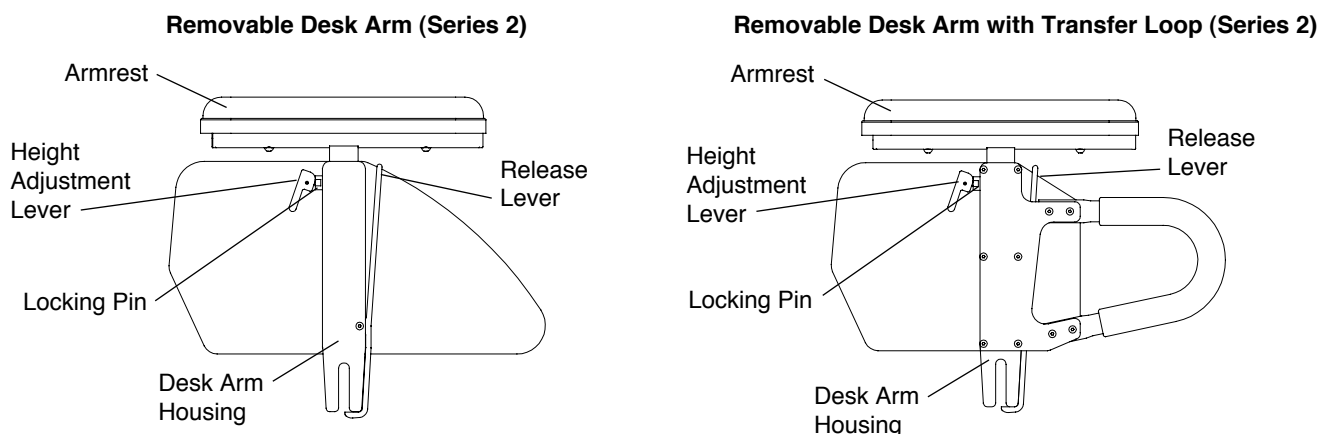 Removable Desk Arm (Series 2)
Armrest
Height
Adjustment
Lever
Release
Lever
Locking Pin
Desk Arm
Housing
Removable Desk Arm with Transfer Loop (Series 2)
Armrest
Height
Adjustment
Lever
Release
Lever
Locking Pin
Desk Arm
Housing